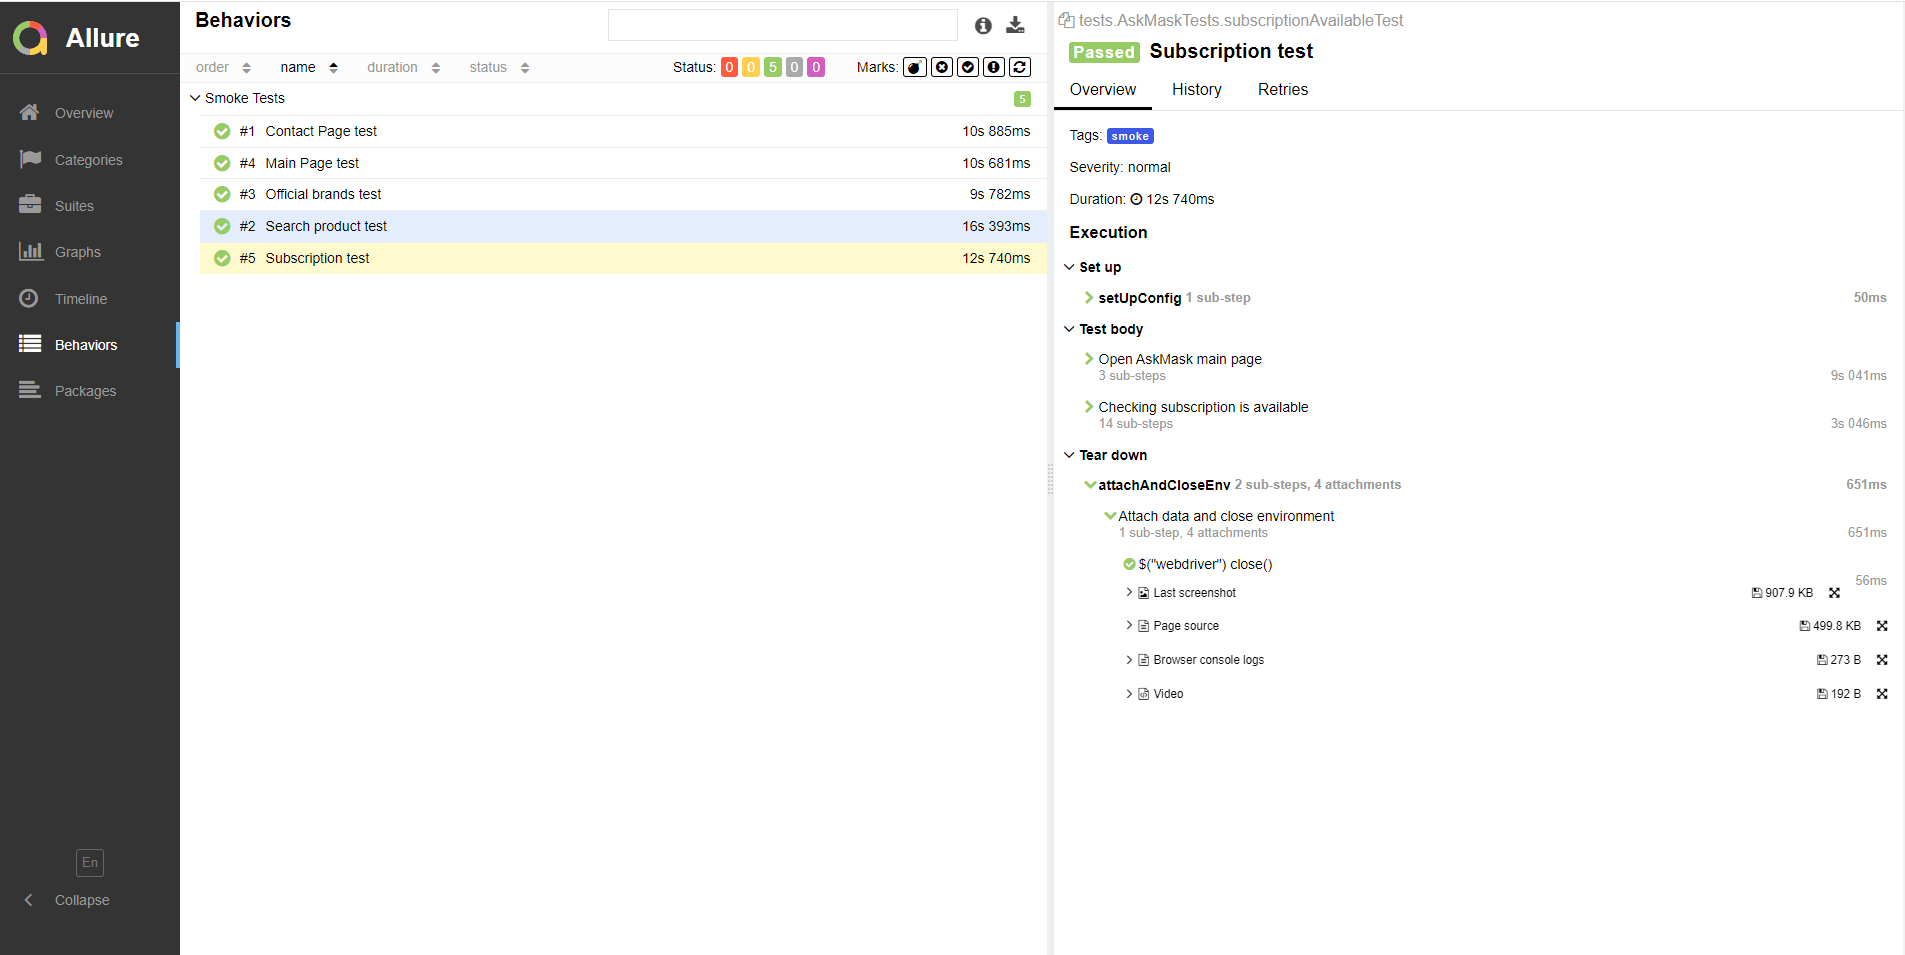 Allure
Overview
Categories
Suites
Graphs
Timeline
Behaviors
Packages
En
Collapse
Behaviors
order name duration status Status: 0 0 5 0 0 Marks:
Smoke Tests 5
#1 Contact Page test 10s 885ms
#4 Main Page test 10s 681ms
#3 Official brands test 9s 782ms
#2 Search product test 16s 393ms
#5 Subscription test 12s 740ms
tests.AskMaskTests.subscriptionAvailableTest
Passed Subscription test
Overview History Retries
Tags: smoke
Severity: normal
Duration: 12s 740ms
Execution
Set up
setUpConfig 1 sub-step 50ms
Test body
Open AskMask main page
3 sub-steps 9s 041ms
Checking subscription is available
14 sub-steps 3s 046ms
Tear down
attachAndCloseEnv 2 sub-steps, 4 attachments 651ms
Attach data and close environment
1 sub-step, 4 attachments 651ms
$("webdriver") close()
56ms
Last screenshot 907.9 KB
Page source 499.8 KB
Browser console logs 273 B
Video 192 B